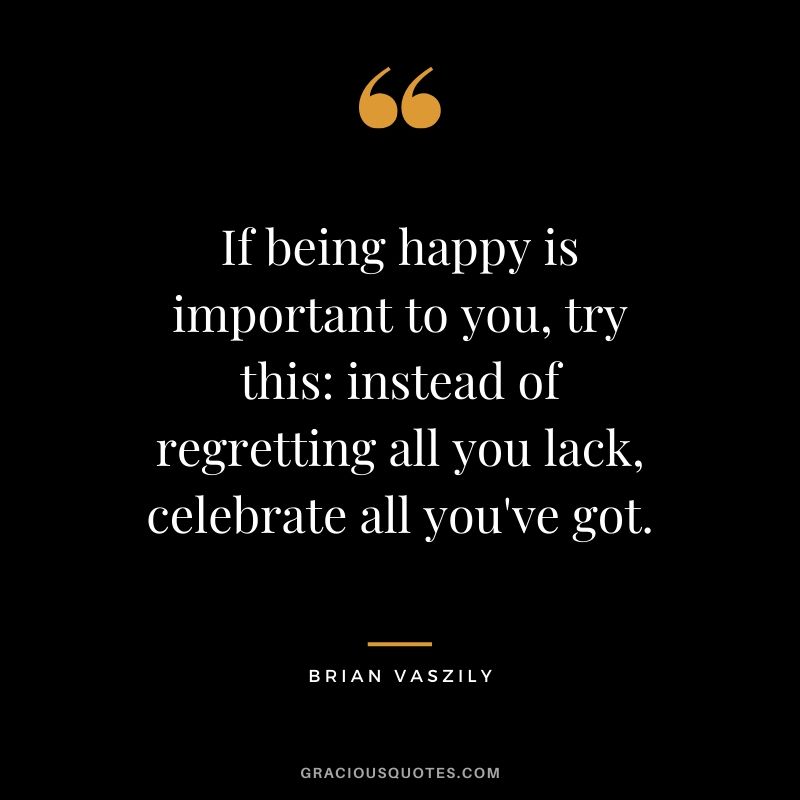 “
If being happy is
important to you, try
this: instead of
regretting all you lack,
celebrate all you've got.
BRIAN VASZILY
GRACIOUSQUOTES.COM